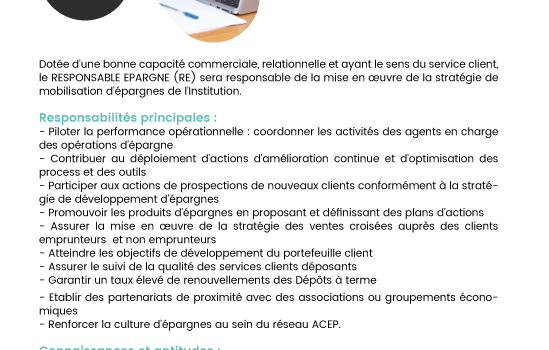 Dotée d'une bonne capacité commerciale, relationnelle et ayant le sens du service client,
le RESPONSABLE EPARGNE (RE) sera responsable de la mise en œuvre de la stratégie de
mobilisation d'épargnes de l'Institution.
Responsabilités principales :
- Piloter la performance opérationnelle : coordonner les activités des agents en charge
des opérations d'épargne
- Contribuer au déploiement d'actions d'amélioration continue et d'optimisation des
process et des outils
- Participer aux actions de prospections de nouveaux clients conformément à la straté-
gie de développement d'épargnes
- Promouvoir les produits d'épargnes en proposant et définissant des plans d'actions
- Assurer la mise en œuvre de la stratégie des ventes croisées auprès des clients
emprunteurs et non emprunteurs
- Atteindre les objectifs de développement du portefeuille client
- Assurer le suivi de la qualité des services clients déposants
- Garantir un taux élevé de renouvellements des Dépôts à terme
- Etablir des partenariats de proximité avec des associations ou groupements écono-
miques
- Renforcer la culture d'épargnes au sein du réseau ACEP.
Connaissances et aptitudes :